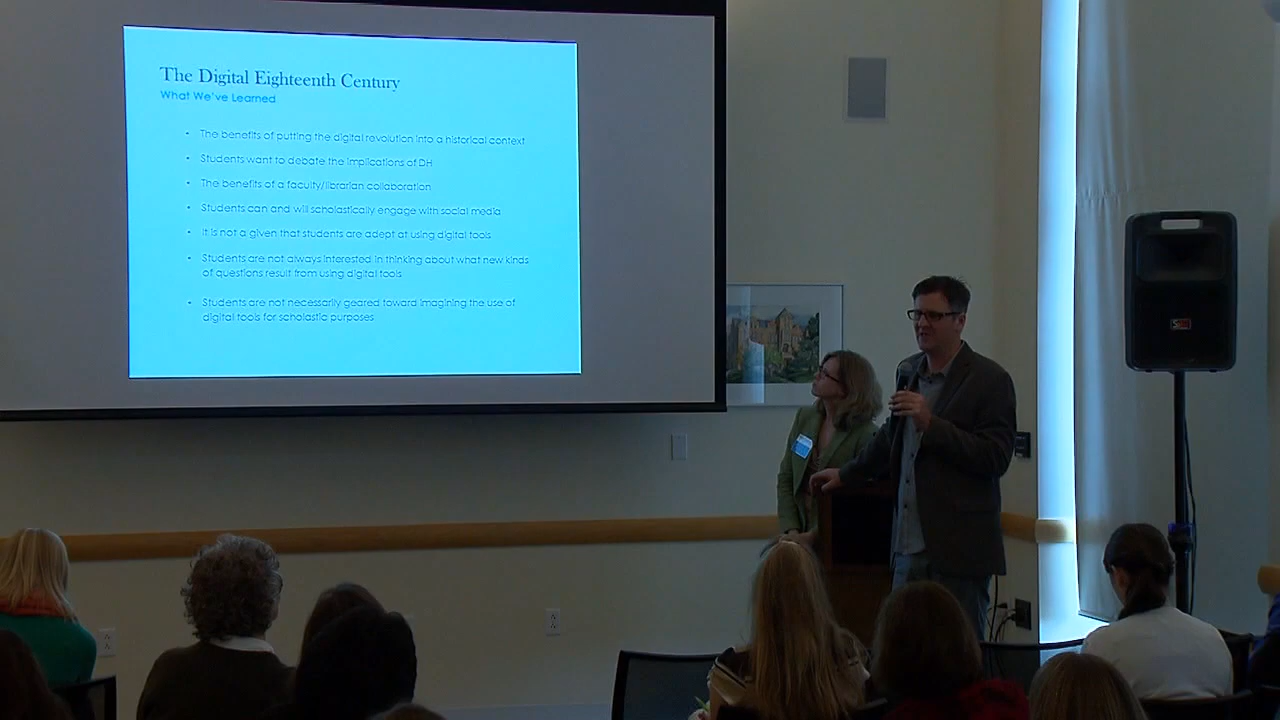 The Digital Eighteenth Century
What We've Learned
• The benefits of putting the digital revolution into a historical context
• Students want to debate the implications of DH
• The benefits of a faculty/librarian collaboration
• Students can and will scholastically engage with social media
• It is not a given that students are adept at using digital tools
• Students are not always interested in thinking about what new kinds
of questions result from using digital tools
• Students are not necessarily geared toward imagining the use of
digital tools for scholastic purposes